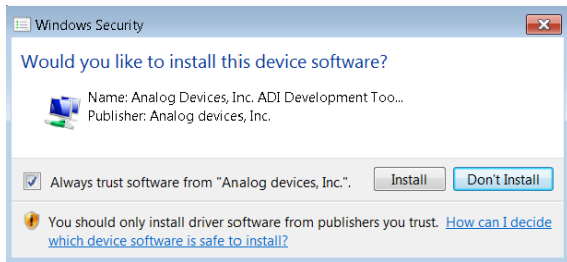 Windows Security
Would you like to install this device software?
Name: Analog Devices, Inc. ADI Development Too...
Publisher: Analog devices, Inc.
Always trust software from "Analog devices, Inc.".
Install
Don't Install
You should only install driver software from publishers you trust. How can I decide
which device software is safe to install?